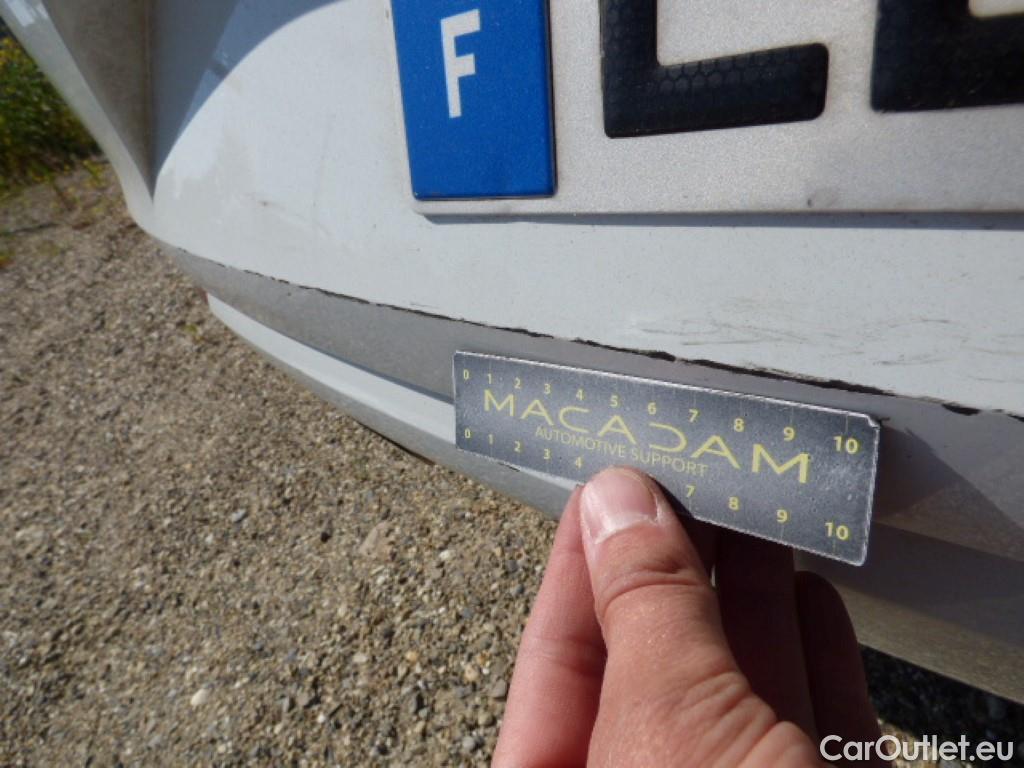 F
0 1 2 3 4 5 6 7 8 9 10
MACADAM
AUTOMOTIVE SUPPORT
0 1 2 3 4 7 8 9 10
CarOutlet.eu